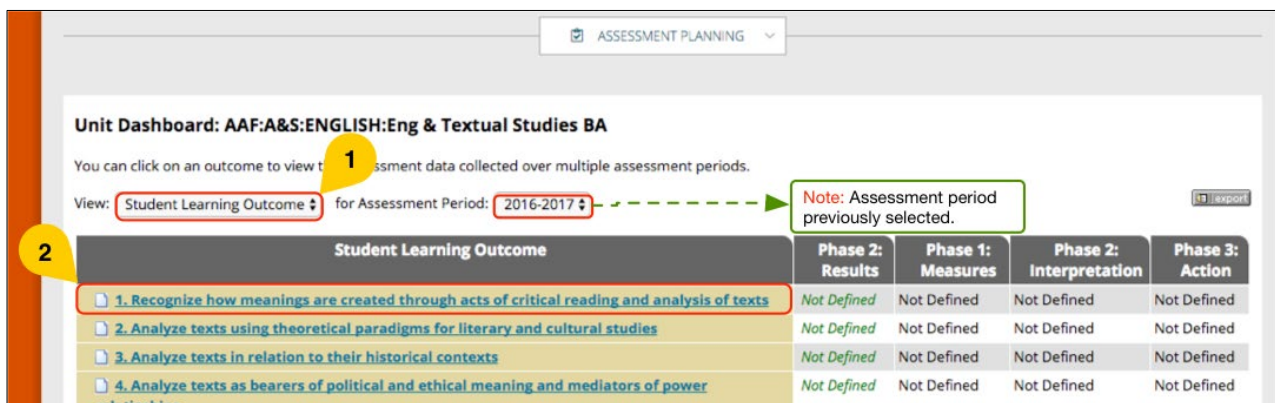 ASSESSMENT PLANNING
Unit Dashboard: AAF:A&S:ENGLISH:Eng & Textual Studies BA
1
You can click on an outcome to view t ssment data collected over multiple assessment periods.
View: Student Learning Outcome for Assessment Period: 2016-2017
Note: Assessment period
previously selected.
export
2
Student Learning Outcome
Phase 2:
Results
Phase 1:
Measures
Phase 2:
Interpretation
Phase 3:
Action
1. Recognize how meanings are created through acts of critical reading and analysis of texts Not Defined Not Defined Not Defined Not Defined
2. Analyze texts using theoretical paradigms for literary and cultural studies Not Defined Not Defined Not Defined Not Defined
3. Analyze texts in relation to their historical contexts Not Defined Not Defined Not Defined Not Defined
4. Analyze texts as bearers of political and ethical meaning and mediators of power Not Defined Not Defined Not Defined Not Defined